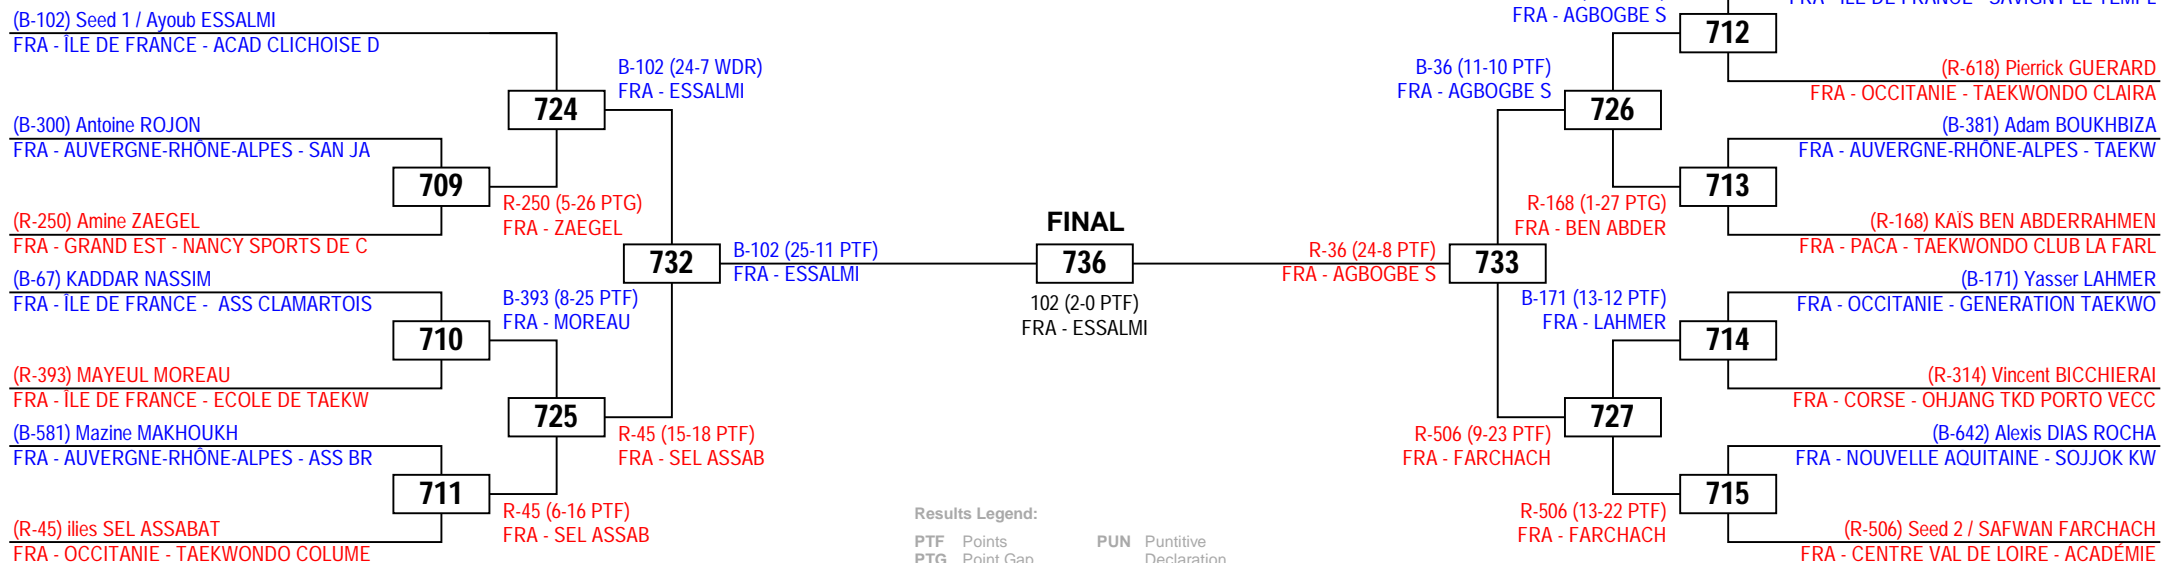 (B-102) Seed 1 / Ayoub ESSALMI
FRA - ÎLE DE FRANCE - ACAD CLICHOISE D
724
B-102 (24-7 WDR)
FRA - ESSALMI
(B-300) Antoine ROJON
FRA - AUVERGNE-RHÔNE-ALPES - SAN JA
709
R-250 (5-26 PTG)
FRA - ZAEGEL
(R-250) Amine ZAEGEL
FRA - GRAND EST - NANCY SPORTS DE C
732
B-102 (25-11 PTF)
FRA - ESSALMI
(B-67) KADDAR NASSIM
FRA - ÎLE DE FRANCE - ASS CLAMARTOIS
710
B-393 (8-25 PTF)
FRA - MOREAU
(R-393) MAYEUL MOREAU
FRA - ÎLE DE FRANCE - ECOLE DE TAEKW
725
R-45 (15-18 PTF)
FRA - SEL ASSAB
(B-581) Mazine MAKHOUKH
FRA - AUVERGNE-RHÔNE-ALPES - ASS BR
711
R-45 (6-16 PTF)
FRA - SEL ASSAB
(R-45) ilies SEL ASSABAT
FRA - OCCITANIE - TAEKWONDO COLUME
FINAL
736
102 (2-0 PTF)
FRA - ESSALMI
Results Legend:
PTF Points
PUN Puntitive
PTG Point Gap
Declaration
FRA - AGBOGBE S
FRA - ÎLE DE FRANCE - SAVIGNY LE TEMPL
712
(R-618) Pierrick GUERARD
FRA - OCCITANIE - TAEKWONDO CLAIRA
B-36 (11-10 PTF)
FRA - AGBOGBE S
726
(B-381) Adam BOUKHBIZA
FRA - AUVERGNE-RHÔNE-ALPES - TAEKW
713
R-168 (1-27 PTG)
FRA - BEN ABDER
(R-168) KAÏS BEN ABDERRAHMEN
FRA - PACA - TAEKWONDO CLUB LA FARL
R-36 (24-8 PTF)
FRA - AGBOGBE S
733
(B-171) Yasser LAHMER
FRA - OCCITANIE - GENERATION TAEKWO
B-171 (13-12 PTF)
FRA - LAHMER
714
(R-314) Vincent BICCHIERAI
FRA - CORSE - OHJANG TKD PORTO VECC
727
R-506 (9-23 PTF)
FRA - FARCHACH
(B-642) Alexis DIAS ROCHA
FRA - NOUVELLE AQUITAINE - SOJJOK KW
715
R-506 (13-22 PTF)
FRA - FARCHACH
(R-506) Seed 2 / SAFWAN FARCHACH
FRA - CENTRE VAL DE LOIRE - ACADÉMIE